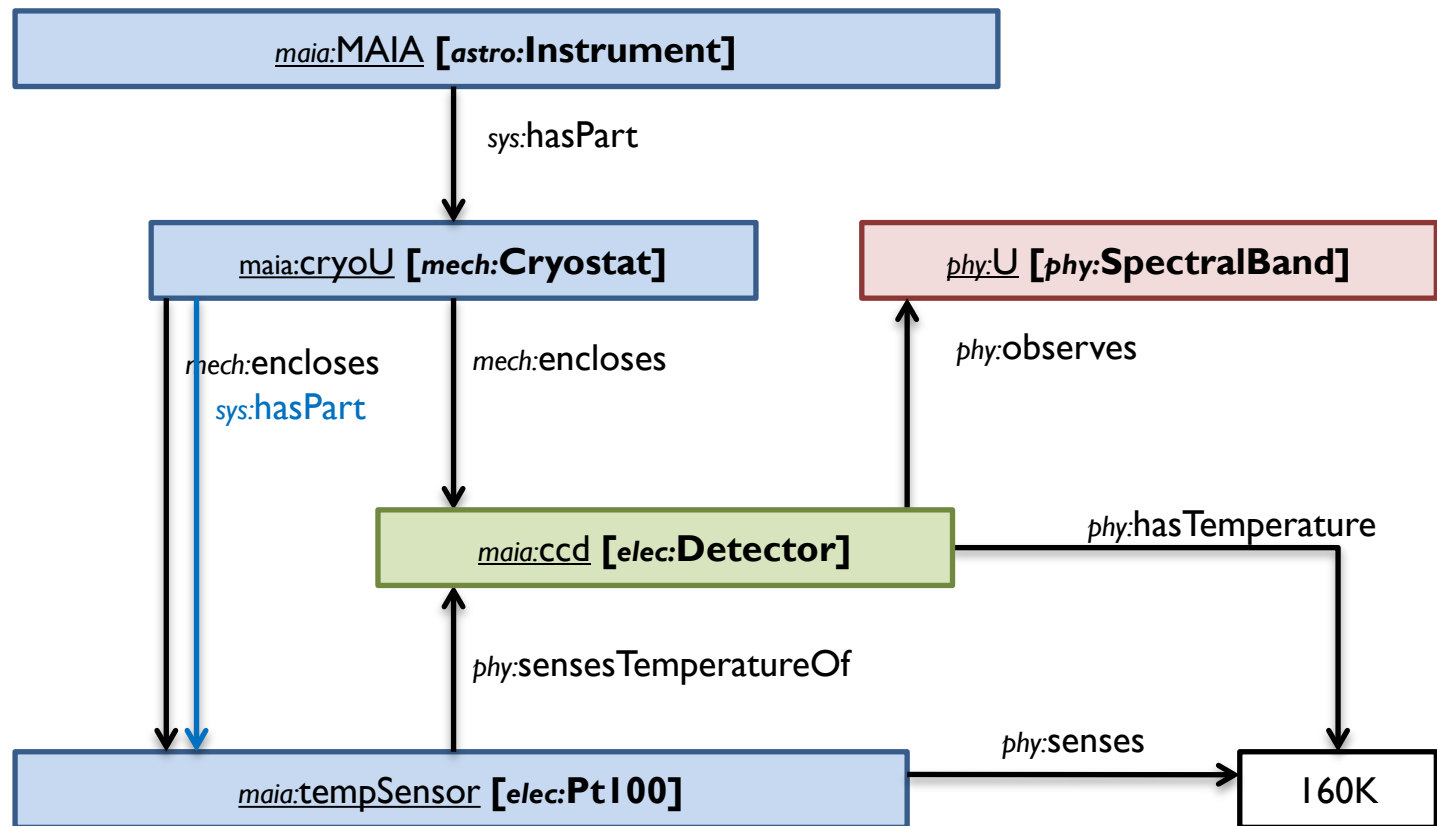 maia:MAIA [astro:Instrument]
sys:hasPart
maia:cryoU [mech:Cryostat]
phy:U [phy:SpectralBand]
mech:encloses
mech:encloses
phy:observes
sys:hasPart
phy:hasTemperature
maia:ccd [elec:Detector]
phy:sensesTemperatureOf
phy:senses
maia:tempSensor [elec:Pt100]
160K